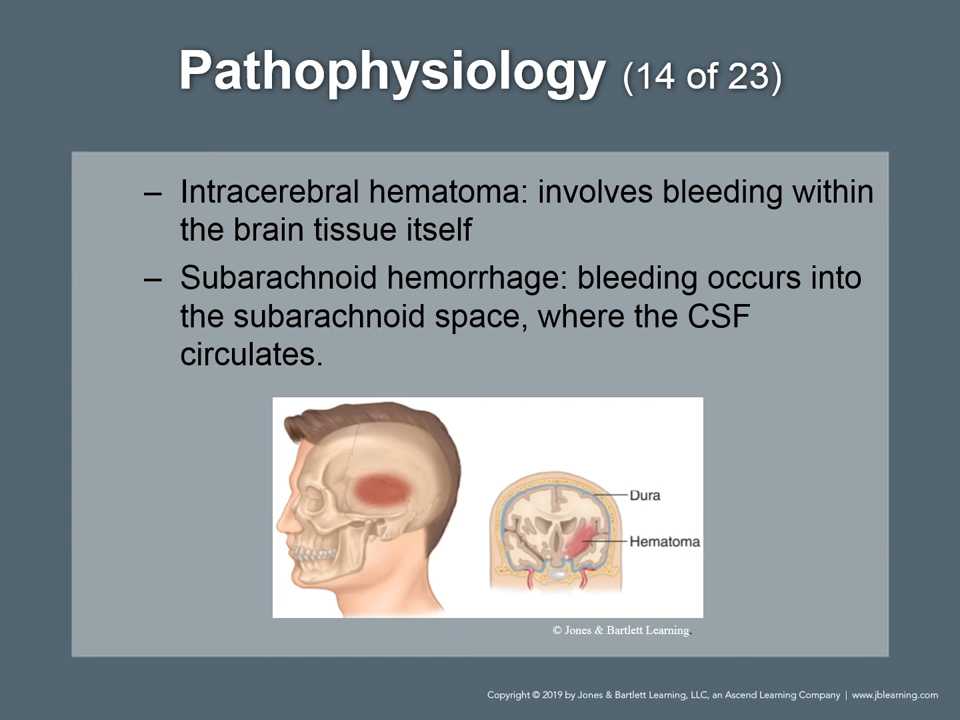 Pathophysiology (14 of 23)
– Intracerebral hematoma: involves bleeding within
the brain tissue itself
– Subarachnoid hemorrhage: bleeding occurs into
the subarachnoid space, where the CSF
circulates.
Dura
Hematoma
© Jones & Bartlett Learning.
Copyright © 2019 by Jones & Bartlett Learning, LLC, an Ascend Learning Company | www.jblearning.com